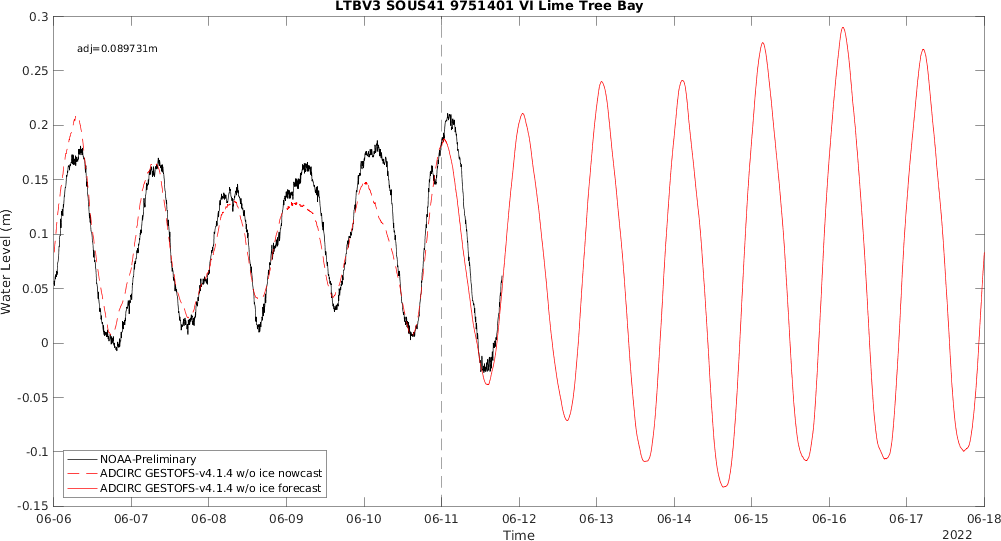 LTBV3 SOUS41 9751401 VI Lime Tree Bay
adj=0.089731m
0.3
0.25
0.2
0.15
0.1
0.05
0
-0.05
-0.1
-0.15
Water Level (m)
NOAA-Preliminary
ADCIRC GESTOFS-v4.1.4 w/o ice nowcast
ADCIRC GESTOFS-v4.1.4 w/o ice forecast
06-06 06-07 06-08 06-09 06-10 06-11 06-12 06-13 06-14 06-15 06-16 06-17 06-18
Time
2022